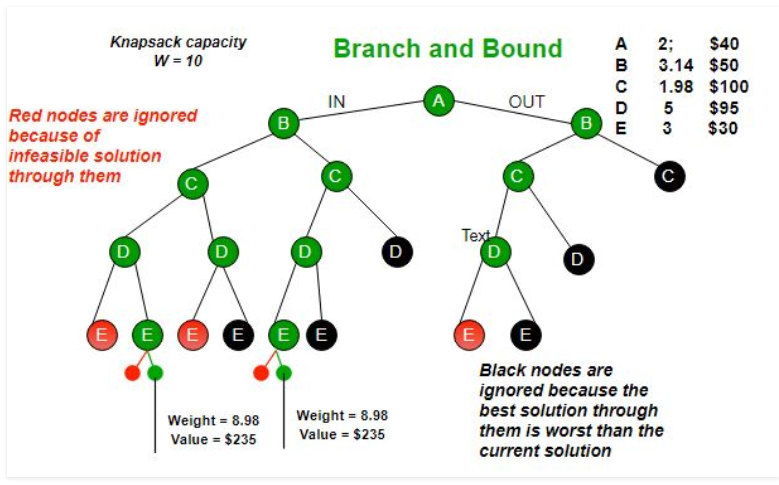 Knapsack capacity
W = 10
Branch and Bound
A 2; $40
B 3.14 $50
C 1.98 $100
D 5 $95
E 3 $30
Red nodes are ignored
because of
infeasible solution
through them
IN
OUT
A
B
B
C
C
C
C
Text
D
D
D
D
D
D
E
E
E
E
E
E
E
E
Weight = 8.98
Value = $235
Weight = 8.98
Value = $235
Black nodes are
ignored because the
best solution through
them is worst than the
current solution